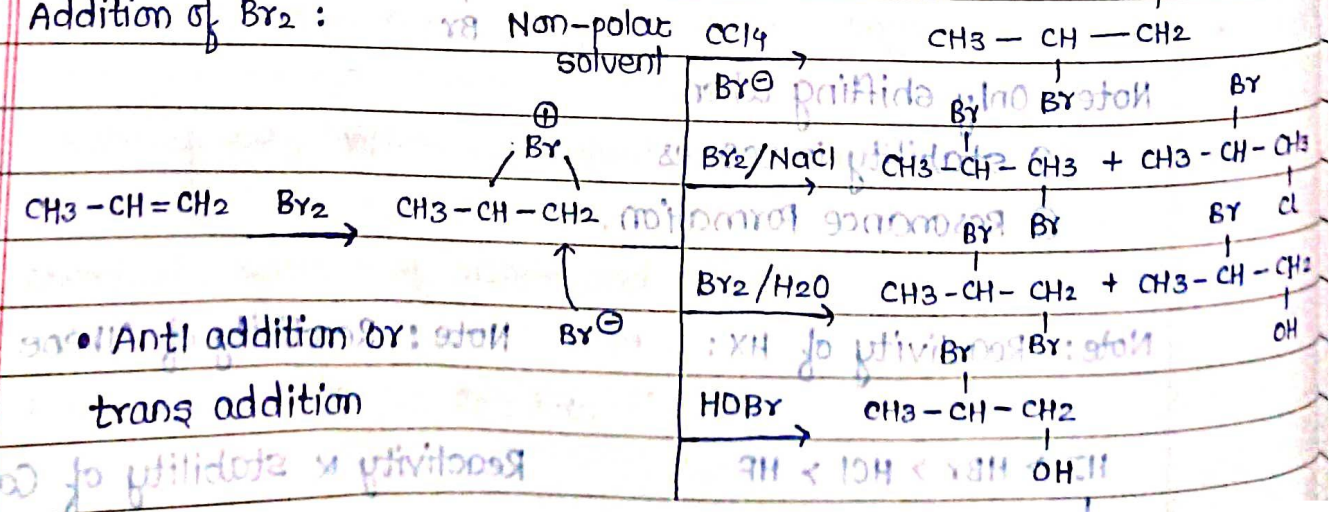 Addition of Br2 :
Non-polar solvent CCl4
CH3 — CH — CH2
Br⊖
Br Br
⊕
Br
CH3 – CH = CH2 Br2 CH3 – CH – CH2
Br⊖
Br2/NaCl
Br Br
CH3 – CH – CH3 + CH3 - CH - CH3
Br Cl
Br2/H2O
Br Br
CH3 - CH - CH2 + CH3 - CH - CH2
Br OH
• Anti addition or
trans addition
HOBr
Br
CH3 – CH – CH2
OH